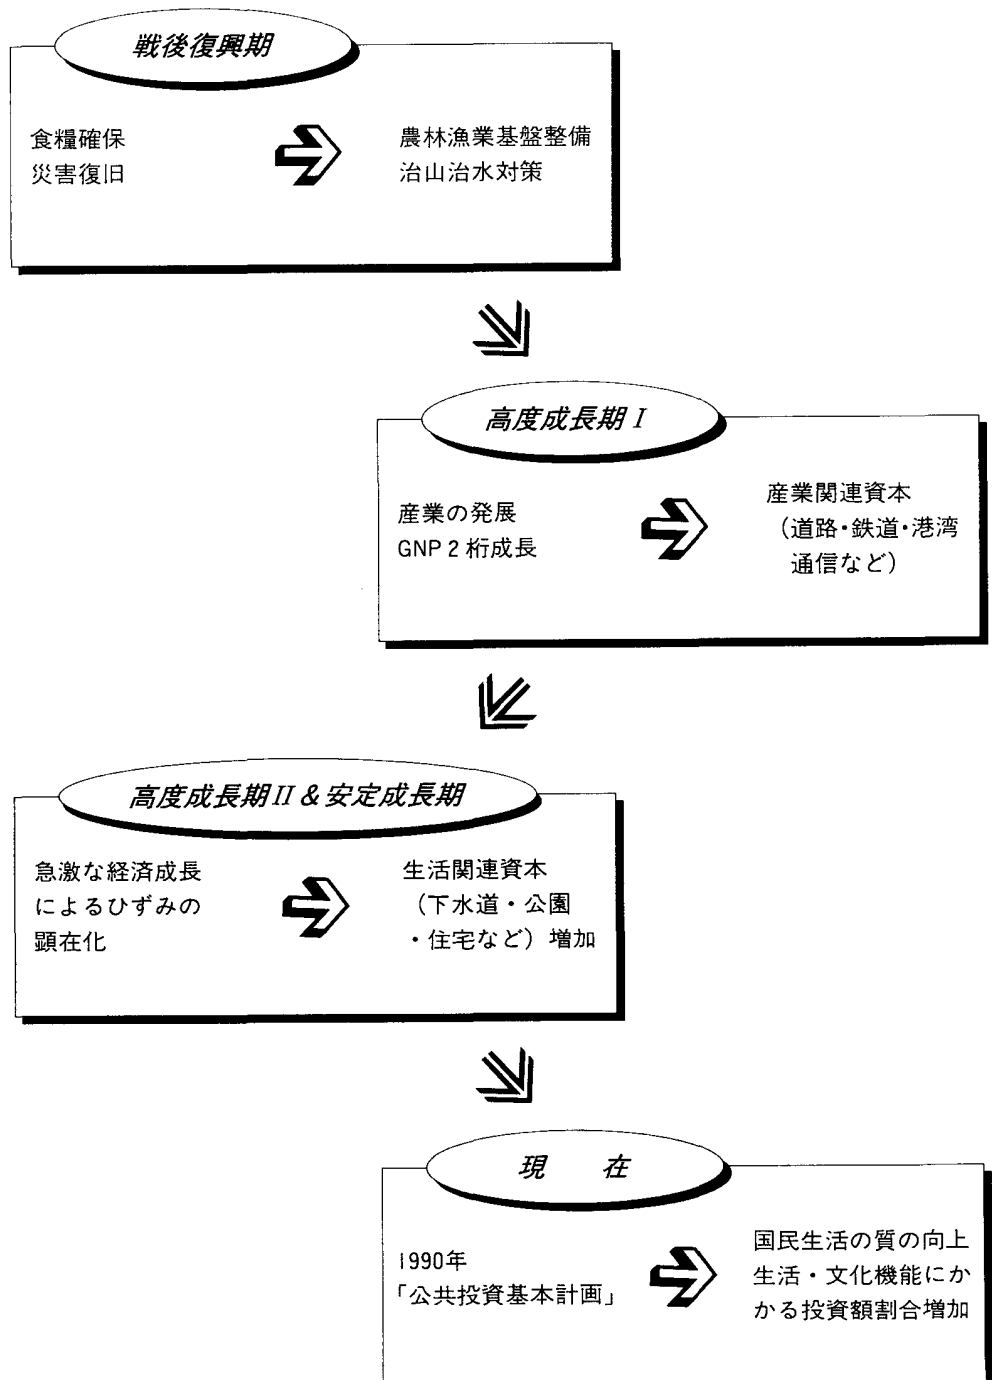 戦後復興期
食糧確保
災害復旧
農林漁業基盤整備
治山治水対策
高度成長期 I
産業の発展
GNP 2 桁成長
産業関連資本
（道路・鉄道・港湾
通信など）
高度成長期 II & 安定成長期
急激な経済成長
によるひずみの
顕在化
生活関連資本
（下水道・公園
・住宅など）増加
現　在
1990年
「公共投資基本計画」
国民生活の質の向上
生活・文化機能にか
かる投資額割合増加